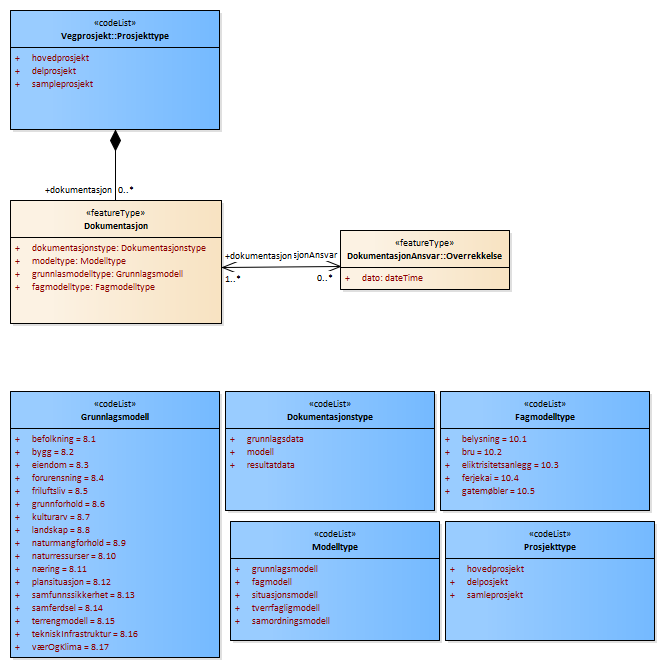 «codeList»
Vegprosjekt::Prosjekttype
+ hovedprosjekt
+ delprosjekt
+ sampleprosjekt
+dokumentasjon 0..*
«featureType»
Dokumentasjon
+ dokumentasjonstype: Dokumentasjonstype
+ modeltype: Modelltype
+ grunnlasmodelltype: Grunnlagsmodell
+ fagmodelltype: Fagmodelltype
+dokumentasjon sjonAnsvar
1..* 0..*
«featureType»
DokumentasjonAnsvar::Overrekkelse
+ dato: dateTime
«codeList»
Grunnlagsmodell
+ befolkning = 8.1
+ bygg = 8.2
+ eiendom = 8.3
+ forurensning = 8.4
+ friluftsliv = 8.5
+ grunnforhold = 8.6
+ kulturarv = 8.7
+ landskap = 8.8
+ naturmangforhold = 8.9
+ naturressurser = 8.10
+ næring = 8.11
+ plansituasjon = 8.12
+ samfunnssikkerhet = 8.13
+ samferdsel = 8.14
+ terrengmodell = 8.15
+ tekniskInfrastruktur = 8.16
+ værOgKlima = 8.17
«codeList»
Dokumentasjonstype
+ grunnlagsdata
+ modell
+ resultatdata
«codeList»
Fagmodelltype
+ belysning = 10.1
+ bru = 10.2
+ eliktrisitetsanlegg = 10.3
+ ferjekai = 10.4
+ gatemøbler = 10.5
«codeList»
Modelltype
+ grunnlagsmodell
+ fagmodell
+ situasjonsmodell
+ tverrfagligmodell
+ samordningsmodell
«codeList»
Prosjekttype
+ hovedprosjekt
+ delposjekt
+ samleprosjekt